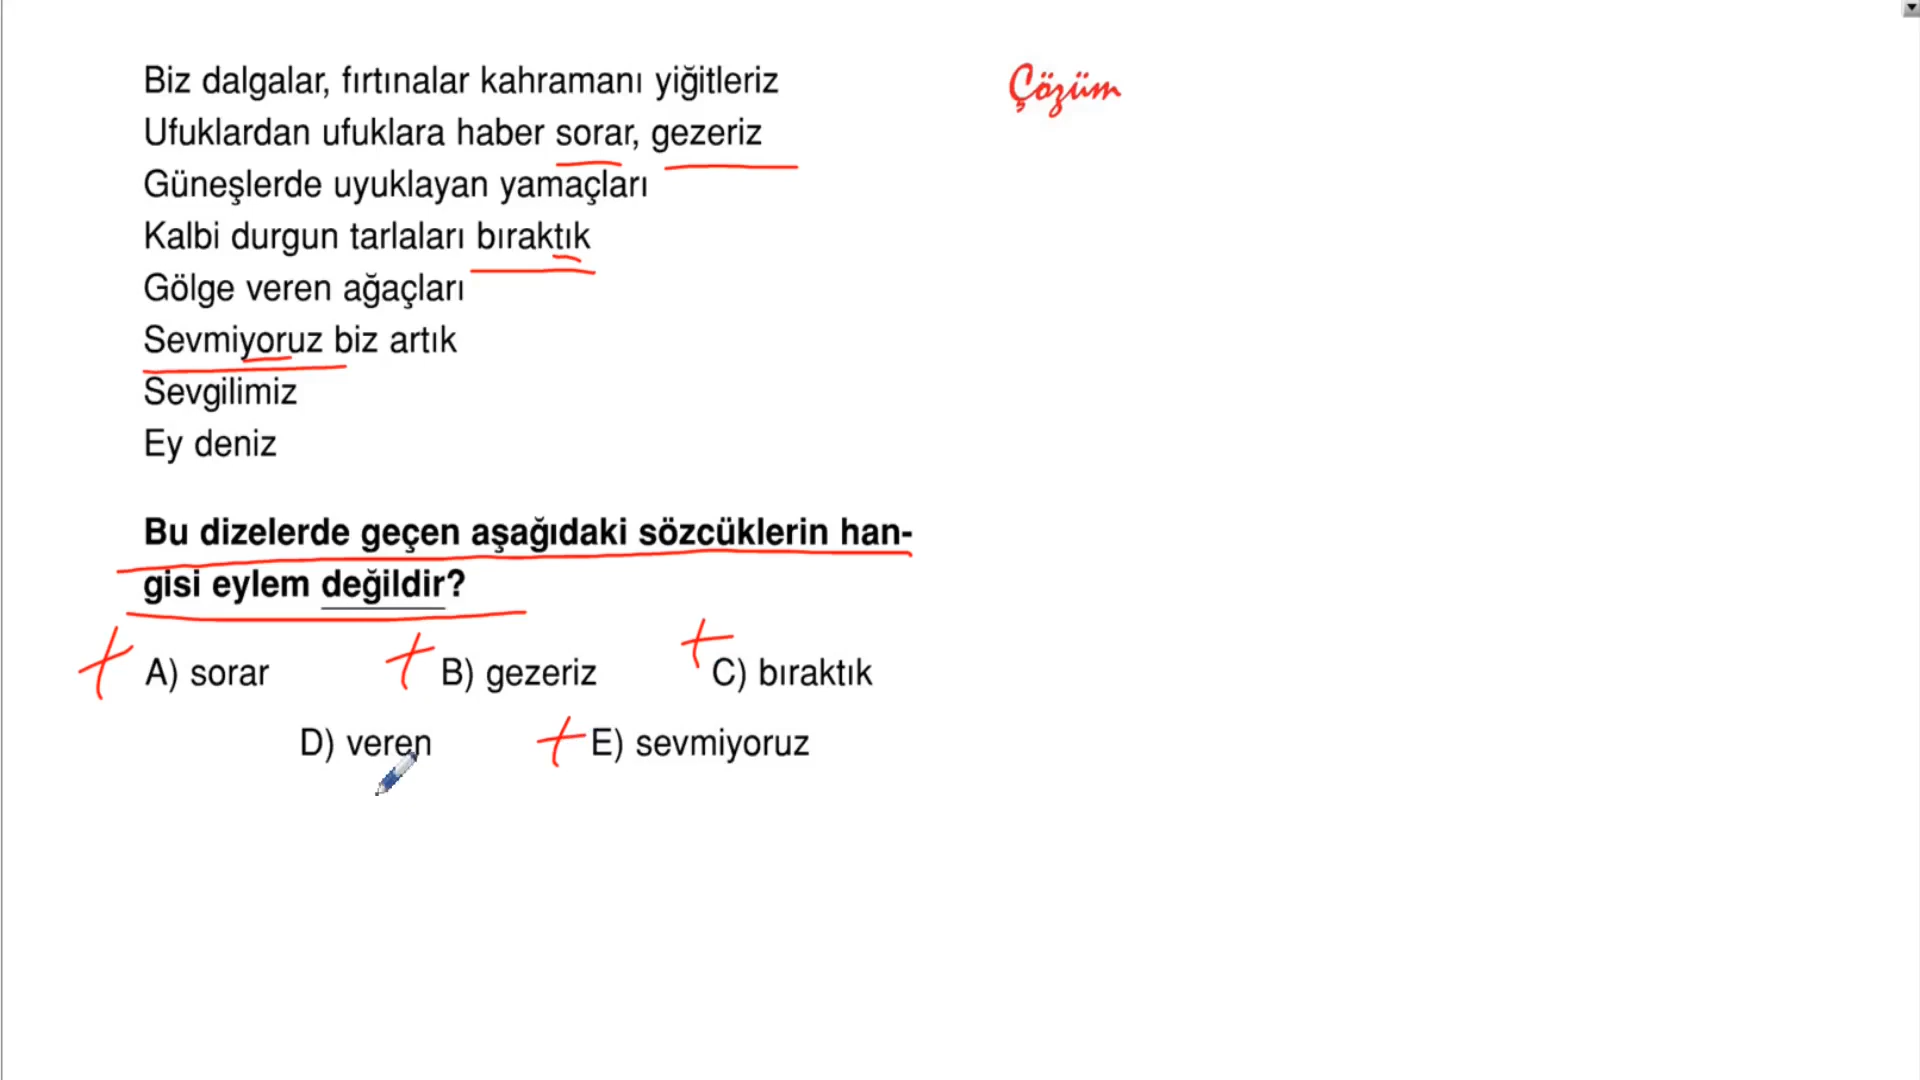 Biz dalgalar, fırtınalar kahramanı yiğitleriz
Ufuklardan ufuklara haber sorar, gezeriz
Güneşlerde uyuklayan yamaçları
Kalbi durgun tarlaları bıraktık
Gölge veren ağaçları
Sevmiyoruz biz artık
Sevgilimiz
Ey deniz
Bu dizelerde geçen aşağıdaki sözcüklerin han-
gisi eylem değildir?
A) sorar B) gezeriz C) bıraktık
D) veren E) sevmiyoruz
Çözüm